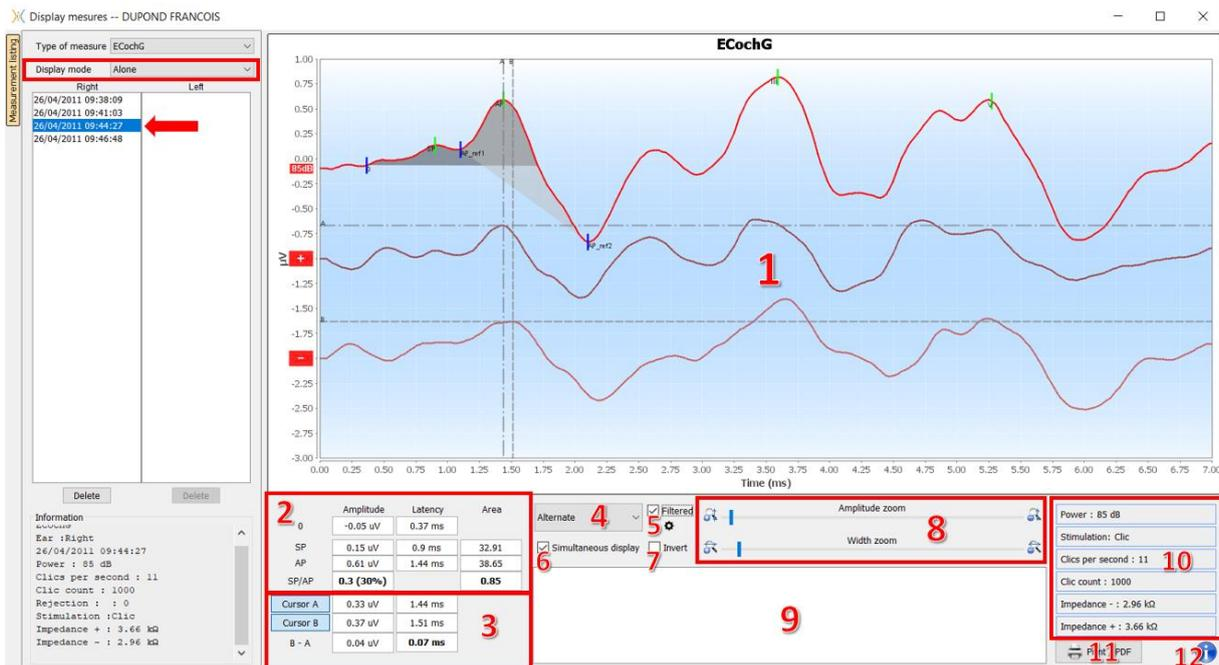 Display mesures -- DUPOND FRANCOIS
Measurement listing
Type of measure ECochG
Display mode Alone
Right Left
26/04/2011 09:38:09
26/04/2011 09:41:03
26/04/2011 09:44:27
26/04/2011 09:46:48
Delete Delete
Information
Ear :Right
26/04/2011 09:44:27
Power : 85 dB
Clics per second : 11
Clic count : 1000
Rejection : : 0
Stimulation :Clic
Impedance + : 3.66 kΩ
Impedance - : 2.96 kΩ
ECochG
A B
1.00
0.75
0.50
0.25
0.00
85dB
-0.25
-0.50
-0.75
+
-1.25
-1.50
-1.75
-
-2.25
-2.50
-2.75
-3.00
µV
0
SP
AP_ref1
AP
AP_ref2
III
V
A
B
1
0.00 0.25 0.50 0.75 1.00 1.25 1.50 1.75 2.00 2.25 2.50 2.75 3.00 3.25 3.50 3.75 4.00 4.25 4.50 4.75 5.00 5.25 5.50 5.75 6.00 6.25 6.50 6.75 7.00
Time (ms)
2
Amplitude Latency Area
0 -0.05 uV 0.37 ms
SP 0.15 uV 0.9 ms 32.91
AP 0.61 uV 1.44 ms 38.65
SP/AP 0.3 (30%) 0.85
Cursor A 0.33 uV 1.44 ms
Cursor B 0.37 uV 1.51 ms
B - A 0.04 uV 0.07 ms
3
Alternate 4
Filtered
5
Simultaneous display
6
Invert
7
Amplitude zoom
Width zoom
8
9
Power : 85 dB
Stimulation: Clic
Clics per second : 11
Clic count : 1000
Impedance - : 2.96 kΩ
Impedance + : 3.66 kΩ
10
PDF
11
12